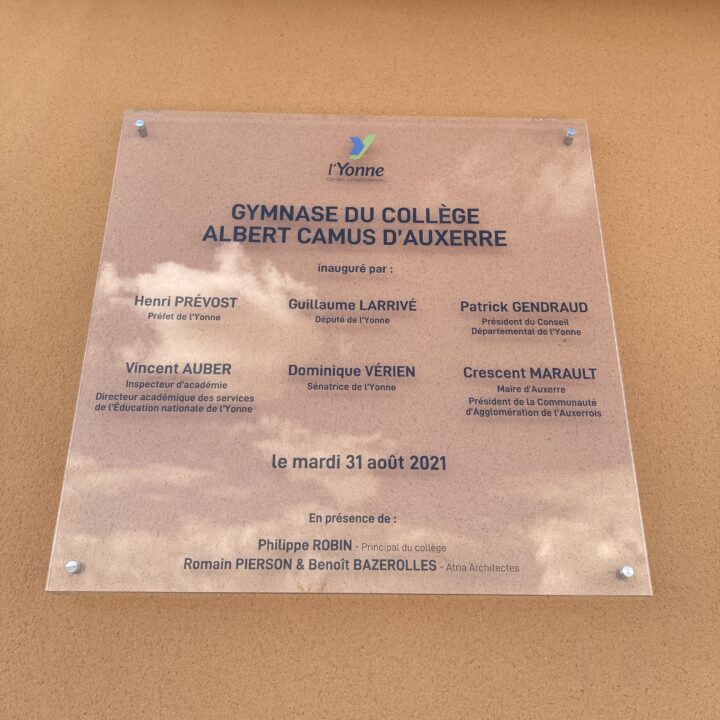 l'Yonne
CONSEIL DÉPARTEMENTAL
GYMNASE DU COLLÈGE
ALBERT CAMUS D'AUXERRE
inauguré par :
Henri PRÉVOST
Préfet de l'Yonne
Guillaume LARRIVÉ
Député de l'Yonne
Patrick GENDRAUD
Président du Conseil
Départemental de l'Yonne
Vincent AUBER
Inspecteur d'académie
Directeur académique des services
de l'Éducation nationale de l'Yonne
Dominique VÉRIEN
Sénatrice de l'Yonne
Crescent MARAULT
Maire d'Auxerre
Président de la Communauté
d'Agglomération de l'Auxerrois
le mardi 31 août 2021
En présence de :
Philippe ROBIN - Principal du collège
Romain PIERSON & Benoît BAZEROLLES - Atria Architectes